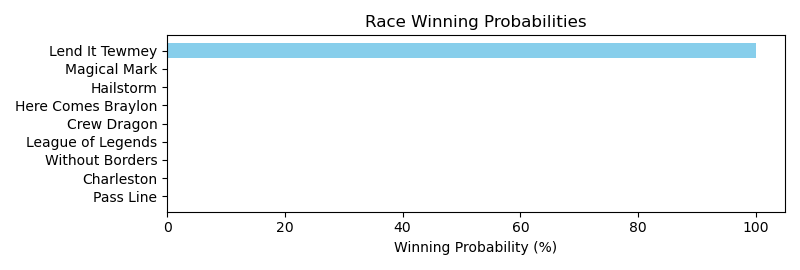 Race Winning Probabilities
Lend It Tewmey
Magical Mark
Hailstorm
Here Comes Braylon
Crew Dragon
League of Legends
Without Borders
Charleston
Pass Line
0 20 40 60 80 100
Winning Probability (%)